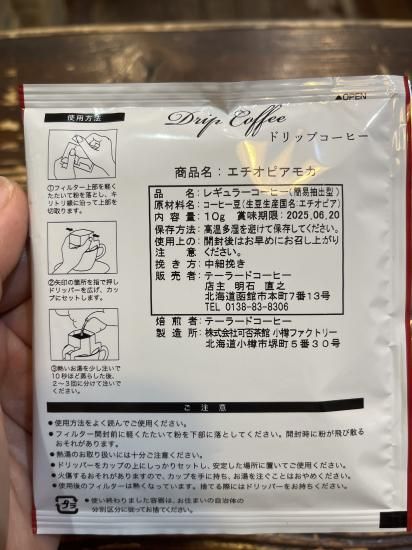 ▲OPEN
使用方法
Drip Coffee
ドリップコーヒー
①フィルター上部を軽く
たたいて粉を落とし、キ
リトリ線に沿って上部を
切取ります。
②矢印の箇所を指で押し
ドリッパーを広げ、カッ
プにセットします。
③熱いお湯を少し注いで
10秒ほど蒸らした後、
2〜3回に分けて注いで
ください。
商品名：エチオピアモカ
品名：レギュラーコーヒー(簡易抽出型)
原材料名：コーヒー豆(生豆生産国名：エチオピア)
内容量：10g 賞味期限：2025.06.20
保存方法：高温多湿を避けて保存してください。
使用上の：開封後はお早めにお召し上がり
注意 ください。
挽き方：中細挽き
販売者：テーラードコーヒー
店主 明石 直之
北海道函館市本町7番13号
TEL 0138-83-8306
焙煎者：テーラードコーヒー
製造所：株式会社可否茶館 小樽ファクトリー
北海道小樽市堺町5番30号
ご注意
●使用方法をよく読んでご使用ください。
●フィルター開封前に軽くたたいて粉を下部に落としてください。開封時に粉が飛び散る
おそれがあります。
●熱湯のお取り扱いには十分ご注意ください。
●ドリッパーをカップの上にしっかりセットし、安定した場所に置いてご使用ください。
●火傷するおそれがありますので、カップを手に持ち、お湯を注ぐことはおやめください。
●使用後のフィルターは熱くなっています。捨てる際にはドリッパーをお持ちください。
●使い終わりました容器は、お住まいの自治体の
分別区分に従ってお捨てください。
プラ